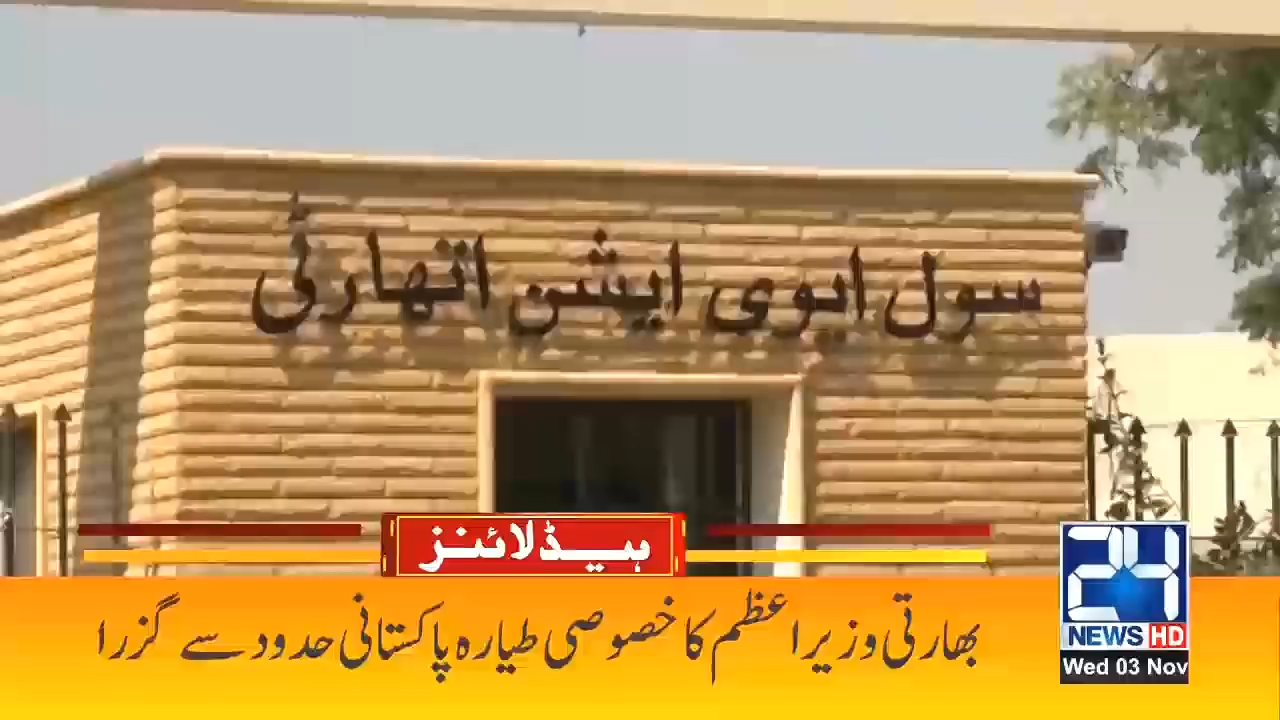 سول ایوی ایشن اتھارٹی
ہیڈلائنز
بھارتی وزیراعظم کا خصوصی طیارہ پاکستانی حدود سے گزرا
24
NEWS HD
Wed 03 Nov